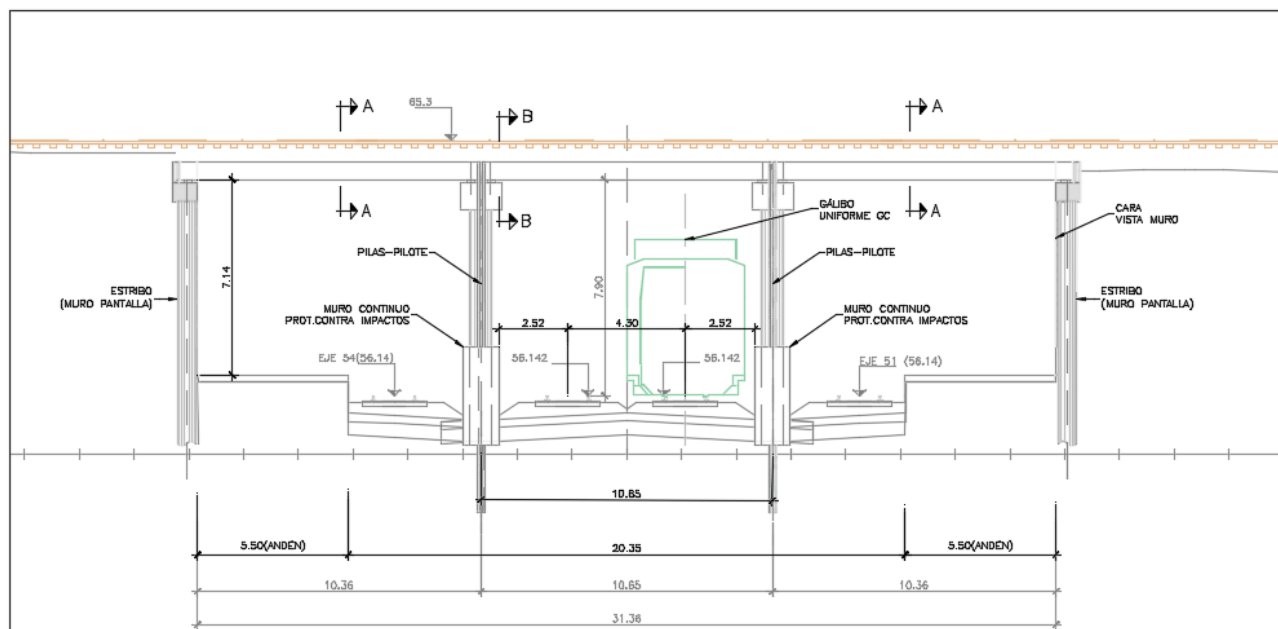 A
65.3
B
A
A
B
GÁLIBO
UNIFORME GC
A
CARA
VISTA MURO
PILAS-PILOTE
PILAS-PILOTE
7.14
7.90
ESTRIBO
(MURO PANTALLA)
ESTRIBO
(MURO PANTALLA)
MURO CONTINUO
PROT.CONTRA IMPACTOS
MURO CONTINUO
PROT.CONTRA IMPACTOS
2.52
4.30
2.52
EJE 54(56.14)
56.142
56.142
EJE 51 (56.14)
10.65
5.50(ANDÉN)
20.35
5.50(ANDÉN)
10.36
10.65
10.36
31.36